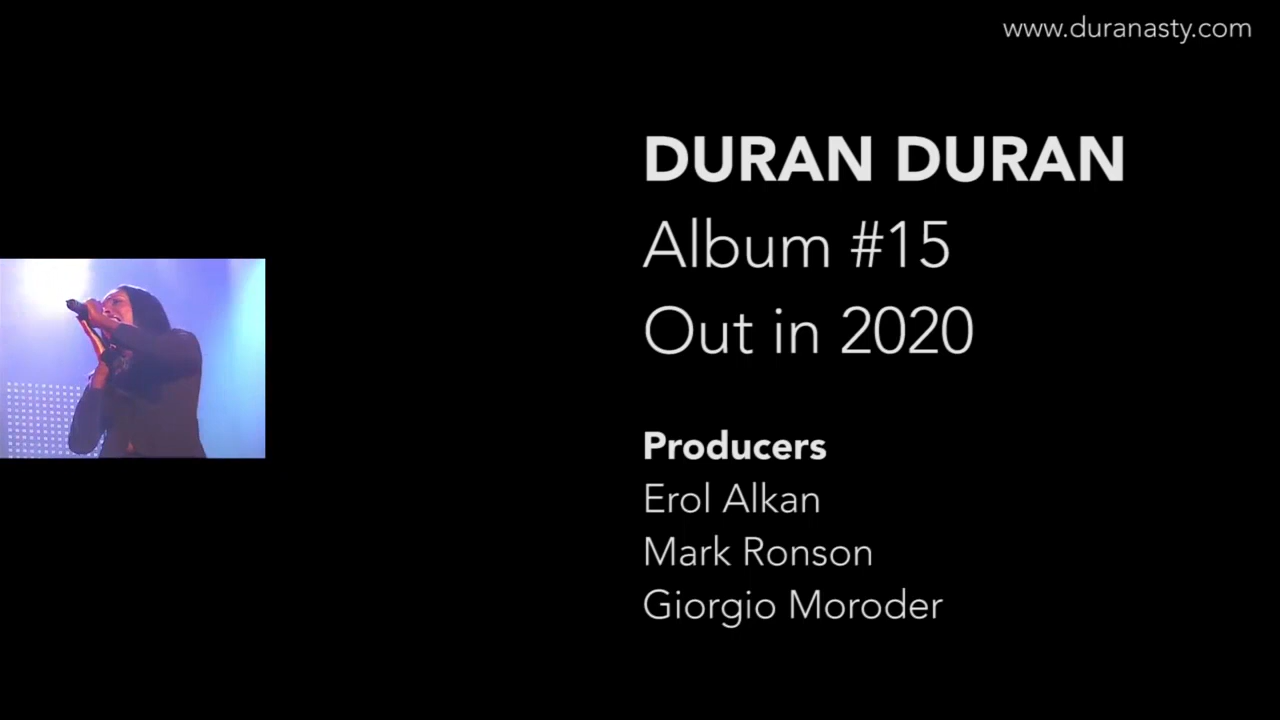 www.duranasty.com
DURAN DURAN
Album #15
Out in 2020
Producers
Erol Alkan
Mark Ronson
Giorgio Moroder